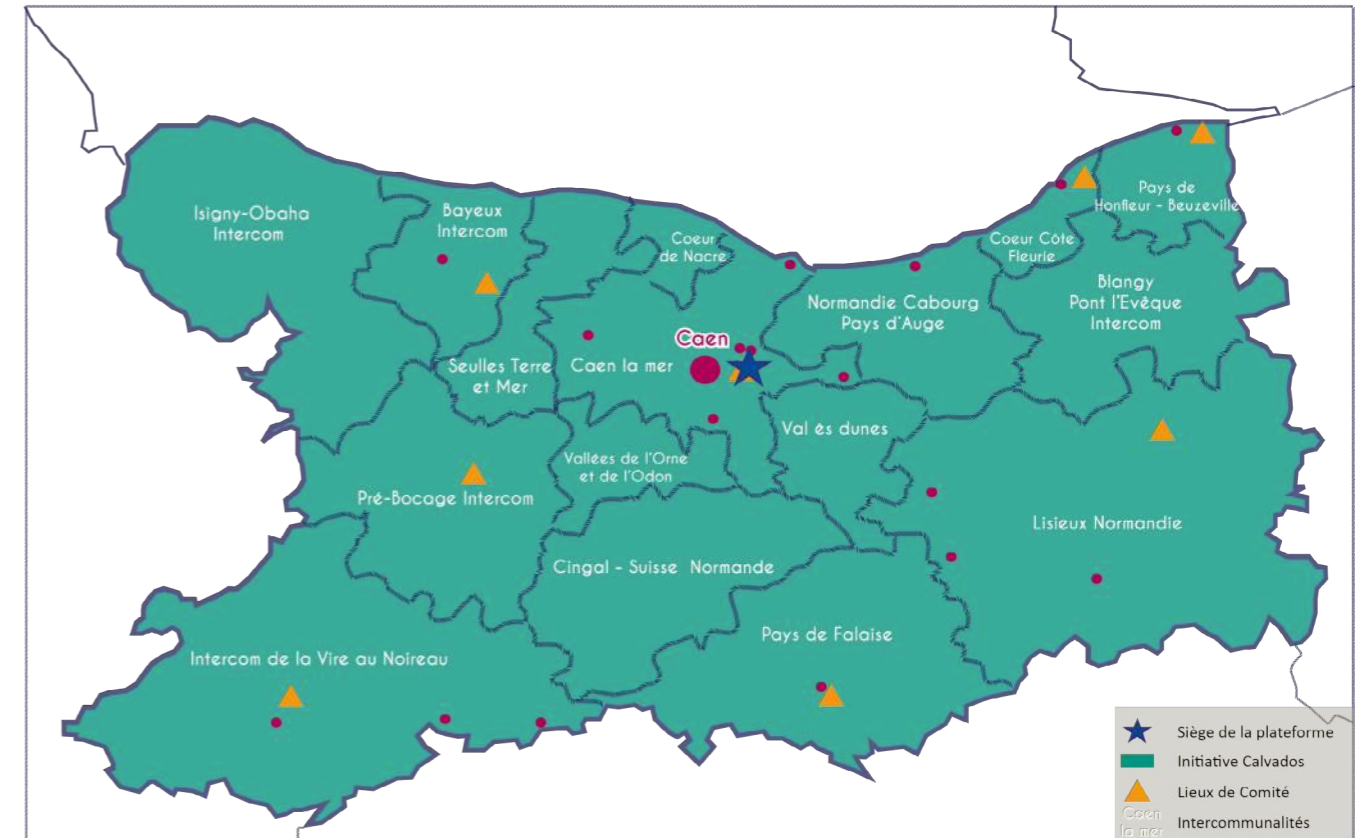 Isigny-Obaha
Intercom
Bayeux
Intercom
Coeur
de Nacre
Pays de
Honfleur - Beuzeville
Coeur Côte
Fleurie
Blangy
Pont l'Evêque
Intercom
Normandie Cabourg
Pays d'Auge
Caen
Seulles Terre
et Mer
Caen la mer
Val ès dunes
Vallées de l'Orne
et de l'Odon
Pré-Bocage Intercom
Lisieux Normandie
Cingal - Suisse Normande
Pays de Falaise
Intercom de la Vire au Noireau
Siège de la plateforme
Initiative Calvados
Lieux de Comité
Caen
la mer
Intercommunalités